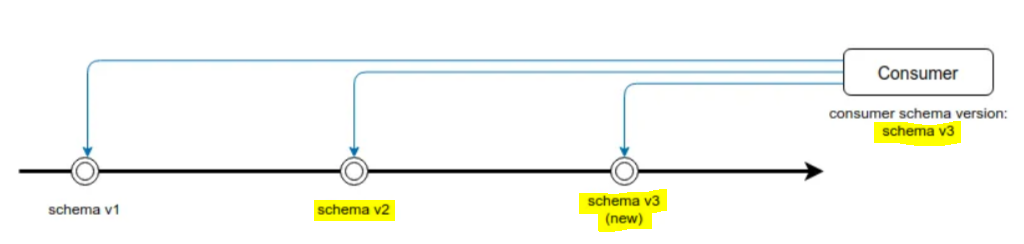 Consumer
consumer schema version:
schema v3
schema v1
schema v2
schema v3
(new)